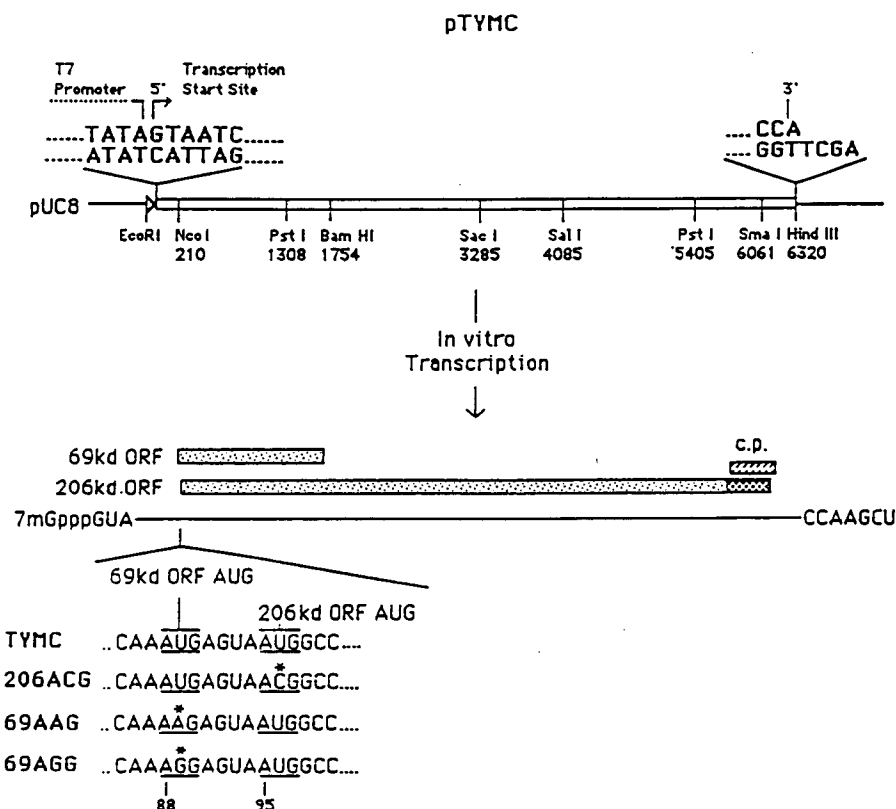 pTYMC
T7 Promoter
5' Transcription Start Site
3'
......TATAGTAATC......
......ATATCATTAG......
.... CCA
.... GGTTCGA
pUC8
EcoRI
Nco I 210
Pst I 1308
Bam HI 1754
Sac I 3285
Sal I 4085
Pst I 5405
Sma I 6061
Hind III 6320
In vitro
Transcription
69kd ORF
c.p.
206kd.ORF
7mGpppGUA
CCAAGCU
69kd ORF AUG
206kd ORF AUG
TYMC ..CAAAUGAGUAAUGGCC....
*
206ACG ..CAAAUGAGUAACGGCC....
*
69AAG ..CAAAAGAGUAAUGGCC....
*
69AGG ..CAAAGGAGUAAUGGCC....
88 95